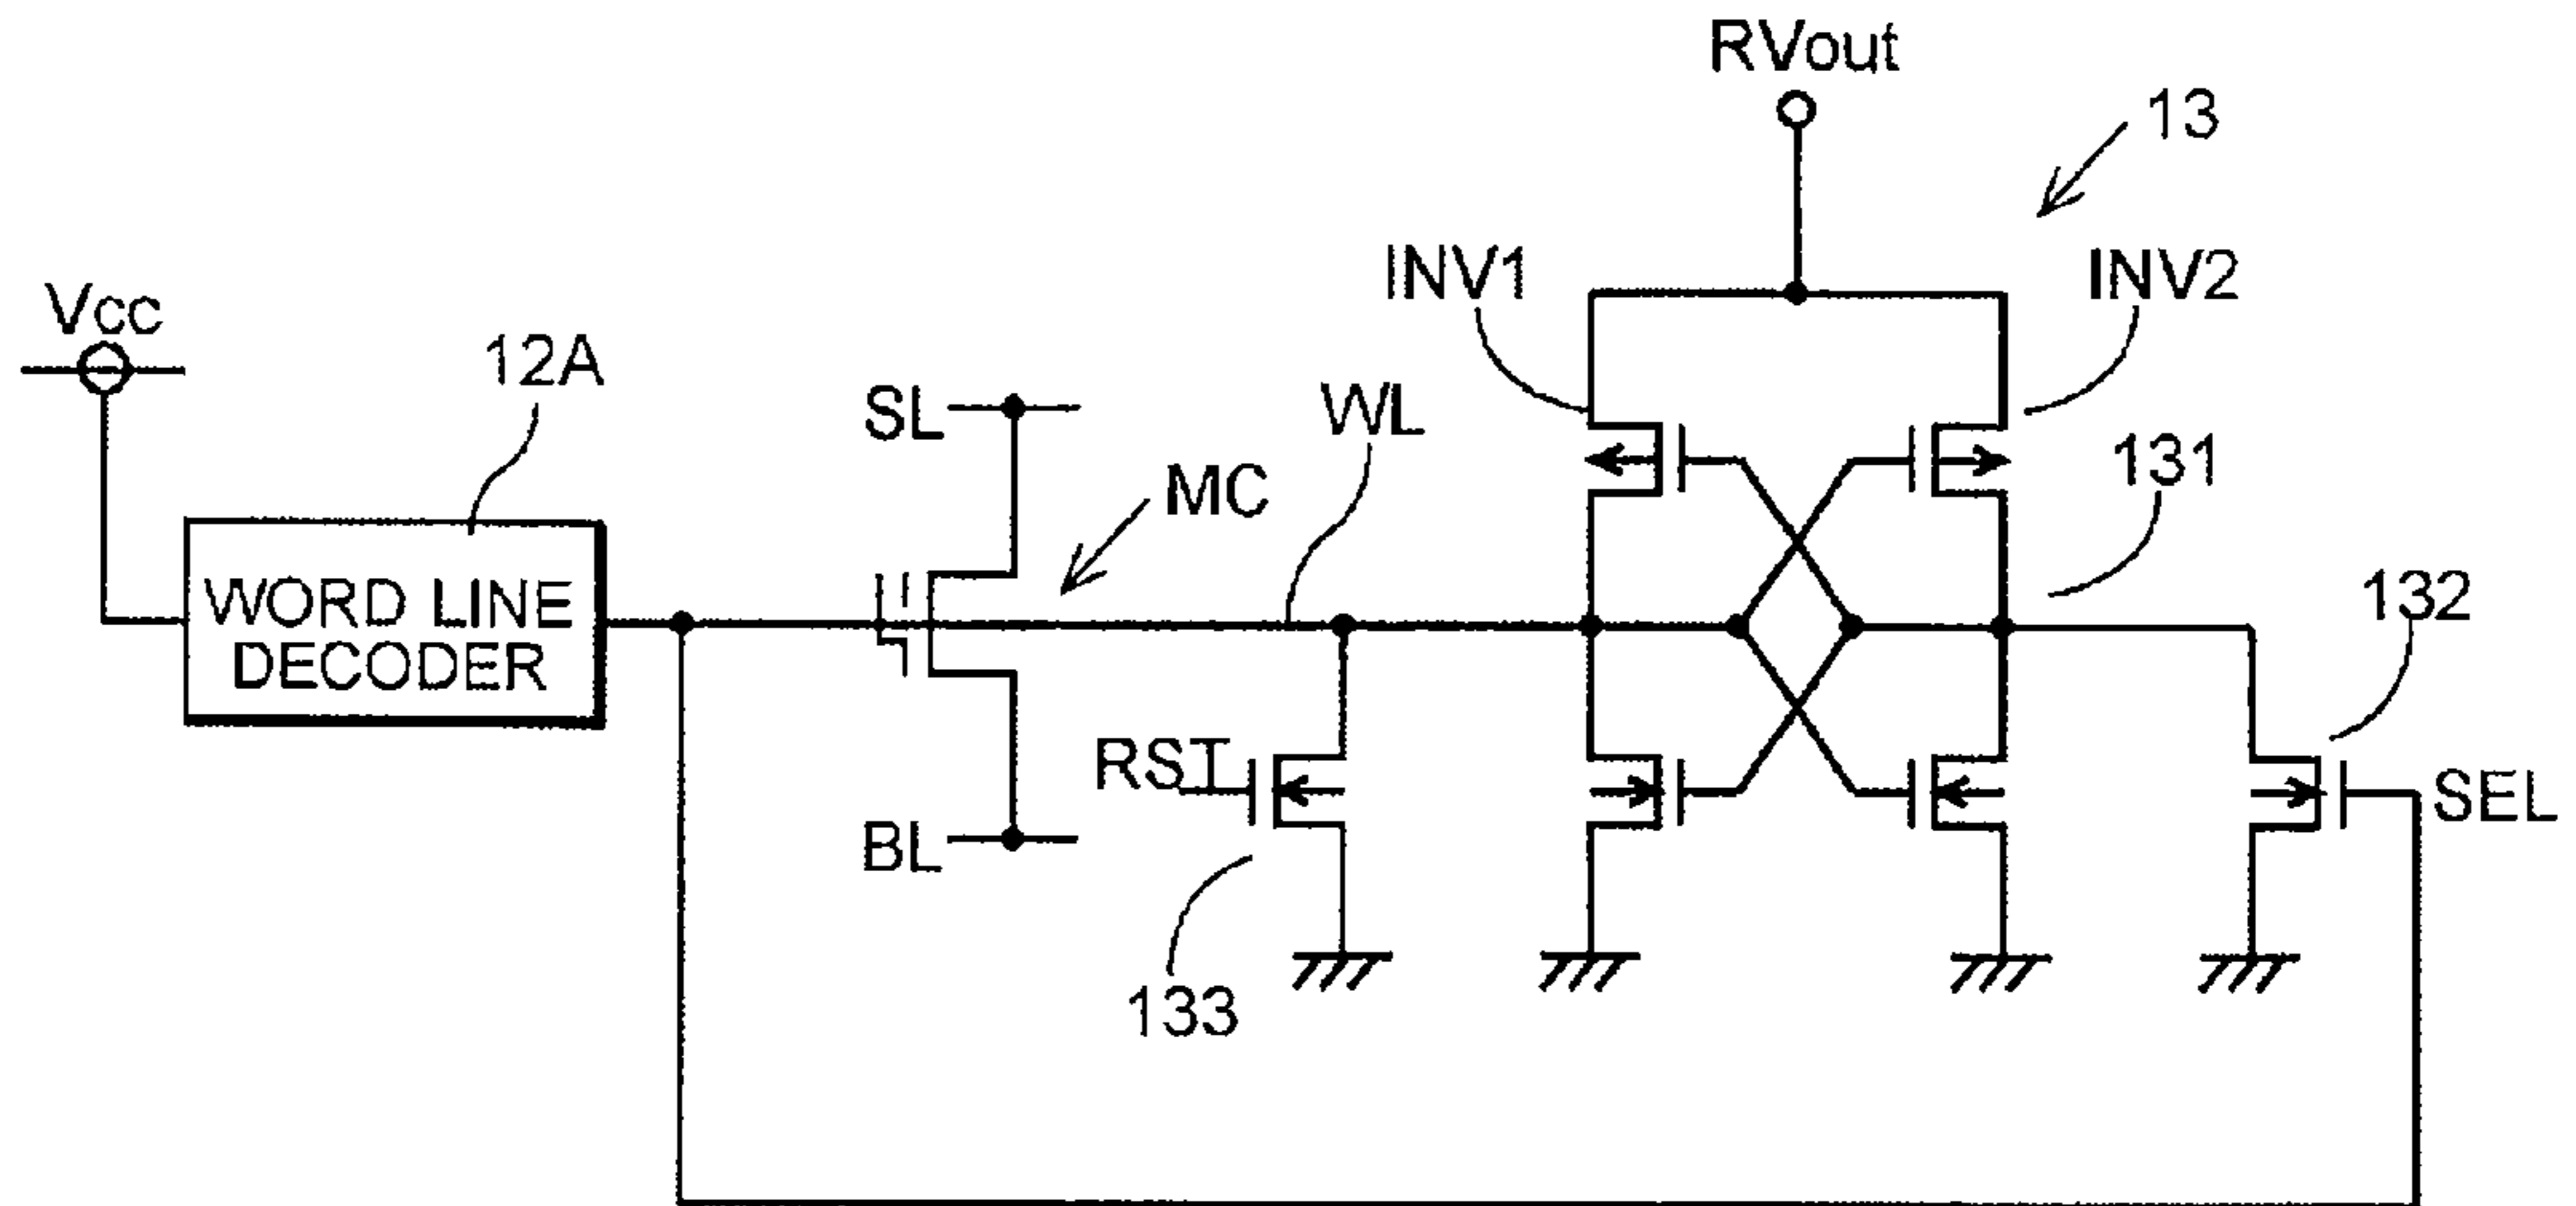 RVout
13
INV1
INV2
Vcc
12A
SL
WL
131
MC
WORD LINE
DECODER
132
RST
SEL
BL
133